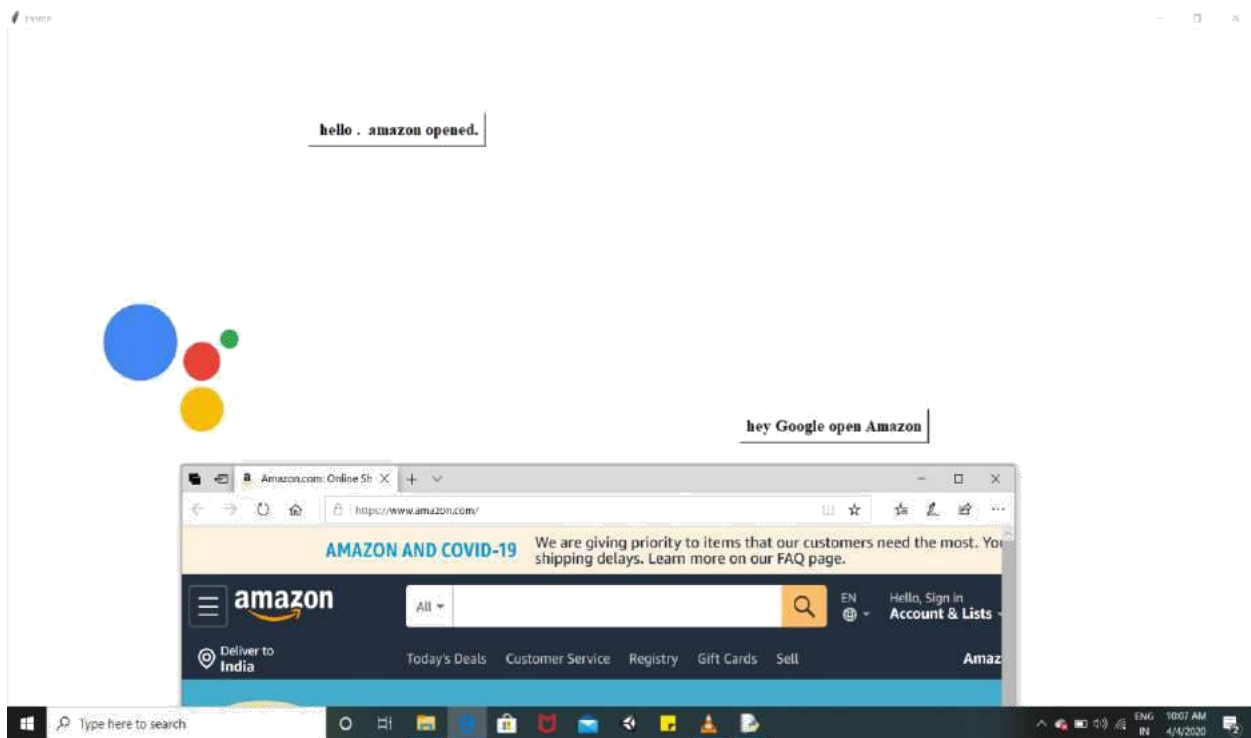 Home
hello . amazon opened.
hey Google open Amazon
Amazon.com: Online Sh
https://www.amazon.com/
AMAZON AND COVID-19
We are giving priority to items that our customers need the most. You
shipping delays. Learn more on our FAQ page.
amazon
All
EN
Hello, Sign in
Account & Lists
Deliver to
India
Today's Deals Customer Service Registry Gift Cards Sell
Amaz
Type here to search
ENG
IN
10:07 AM
4/4/2020
2